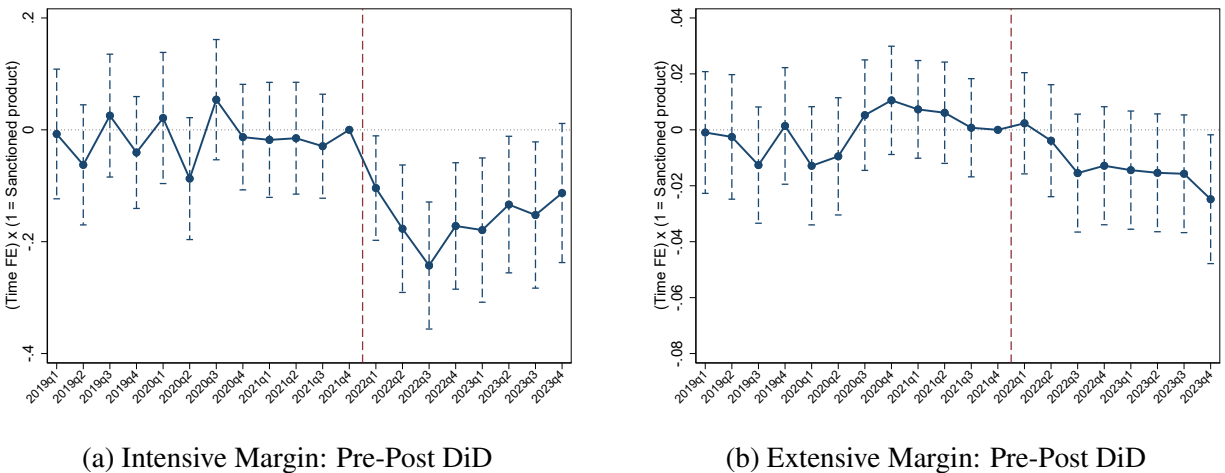 (Time FE) x (1 = Sanctioned product)
.2
0
-.2
-.4
2019q1 2019q2 2019q3 2019q4 2020q1 2020q2 2020q3 2020q4 2021q1 2021q2 2021q3 2021q4 2022q1 2022q2 2022q3 2022q4 2023q1 2023q2 2023q3 2023q4
(a) Intensive Margin: Pre-Post DiD
(Time FE) x (1 = Sanctioned product)
.04
.02
0
-.02
-.04
-.06
-.08
2019q1 2019q2 2019q3 2019q4 2020q1 2020q2 2020q3 2020q4 2021q1 2021q2 2021q3 2021q4 2022q1 2022q2 2022q3 2022q4 2023q1 2023q2 2023q3 2023q4
(b) Extensive Margin: Pre-Post DiD